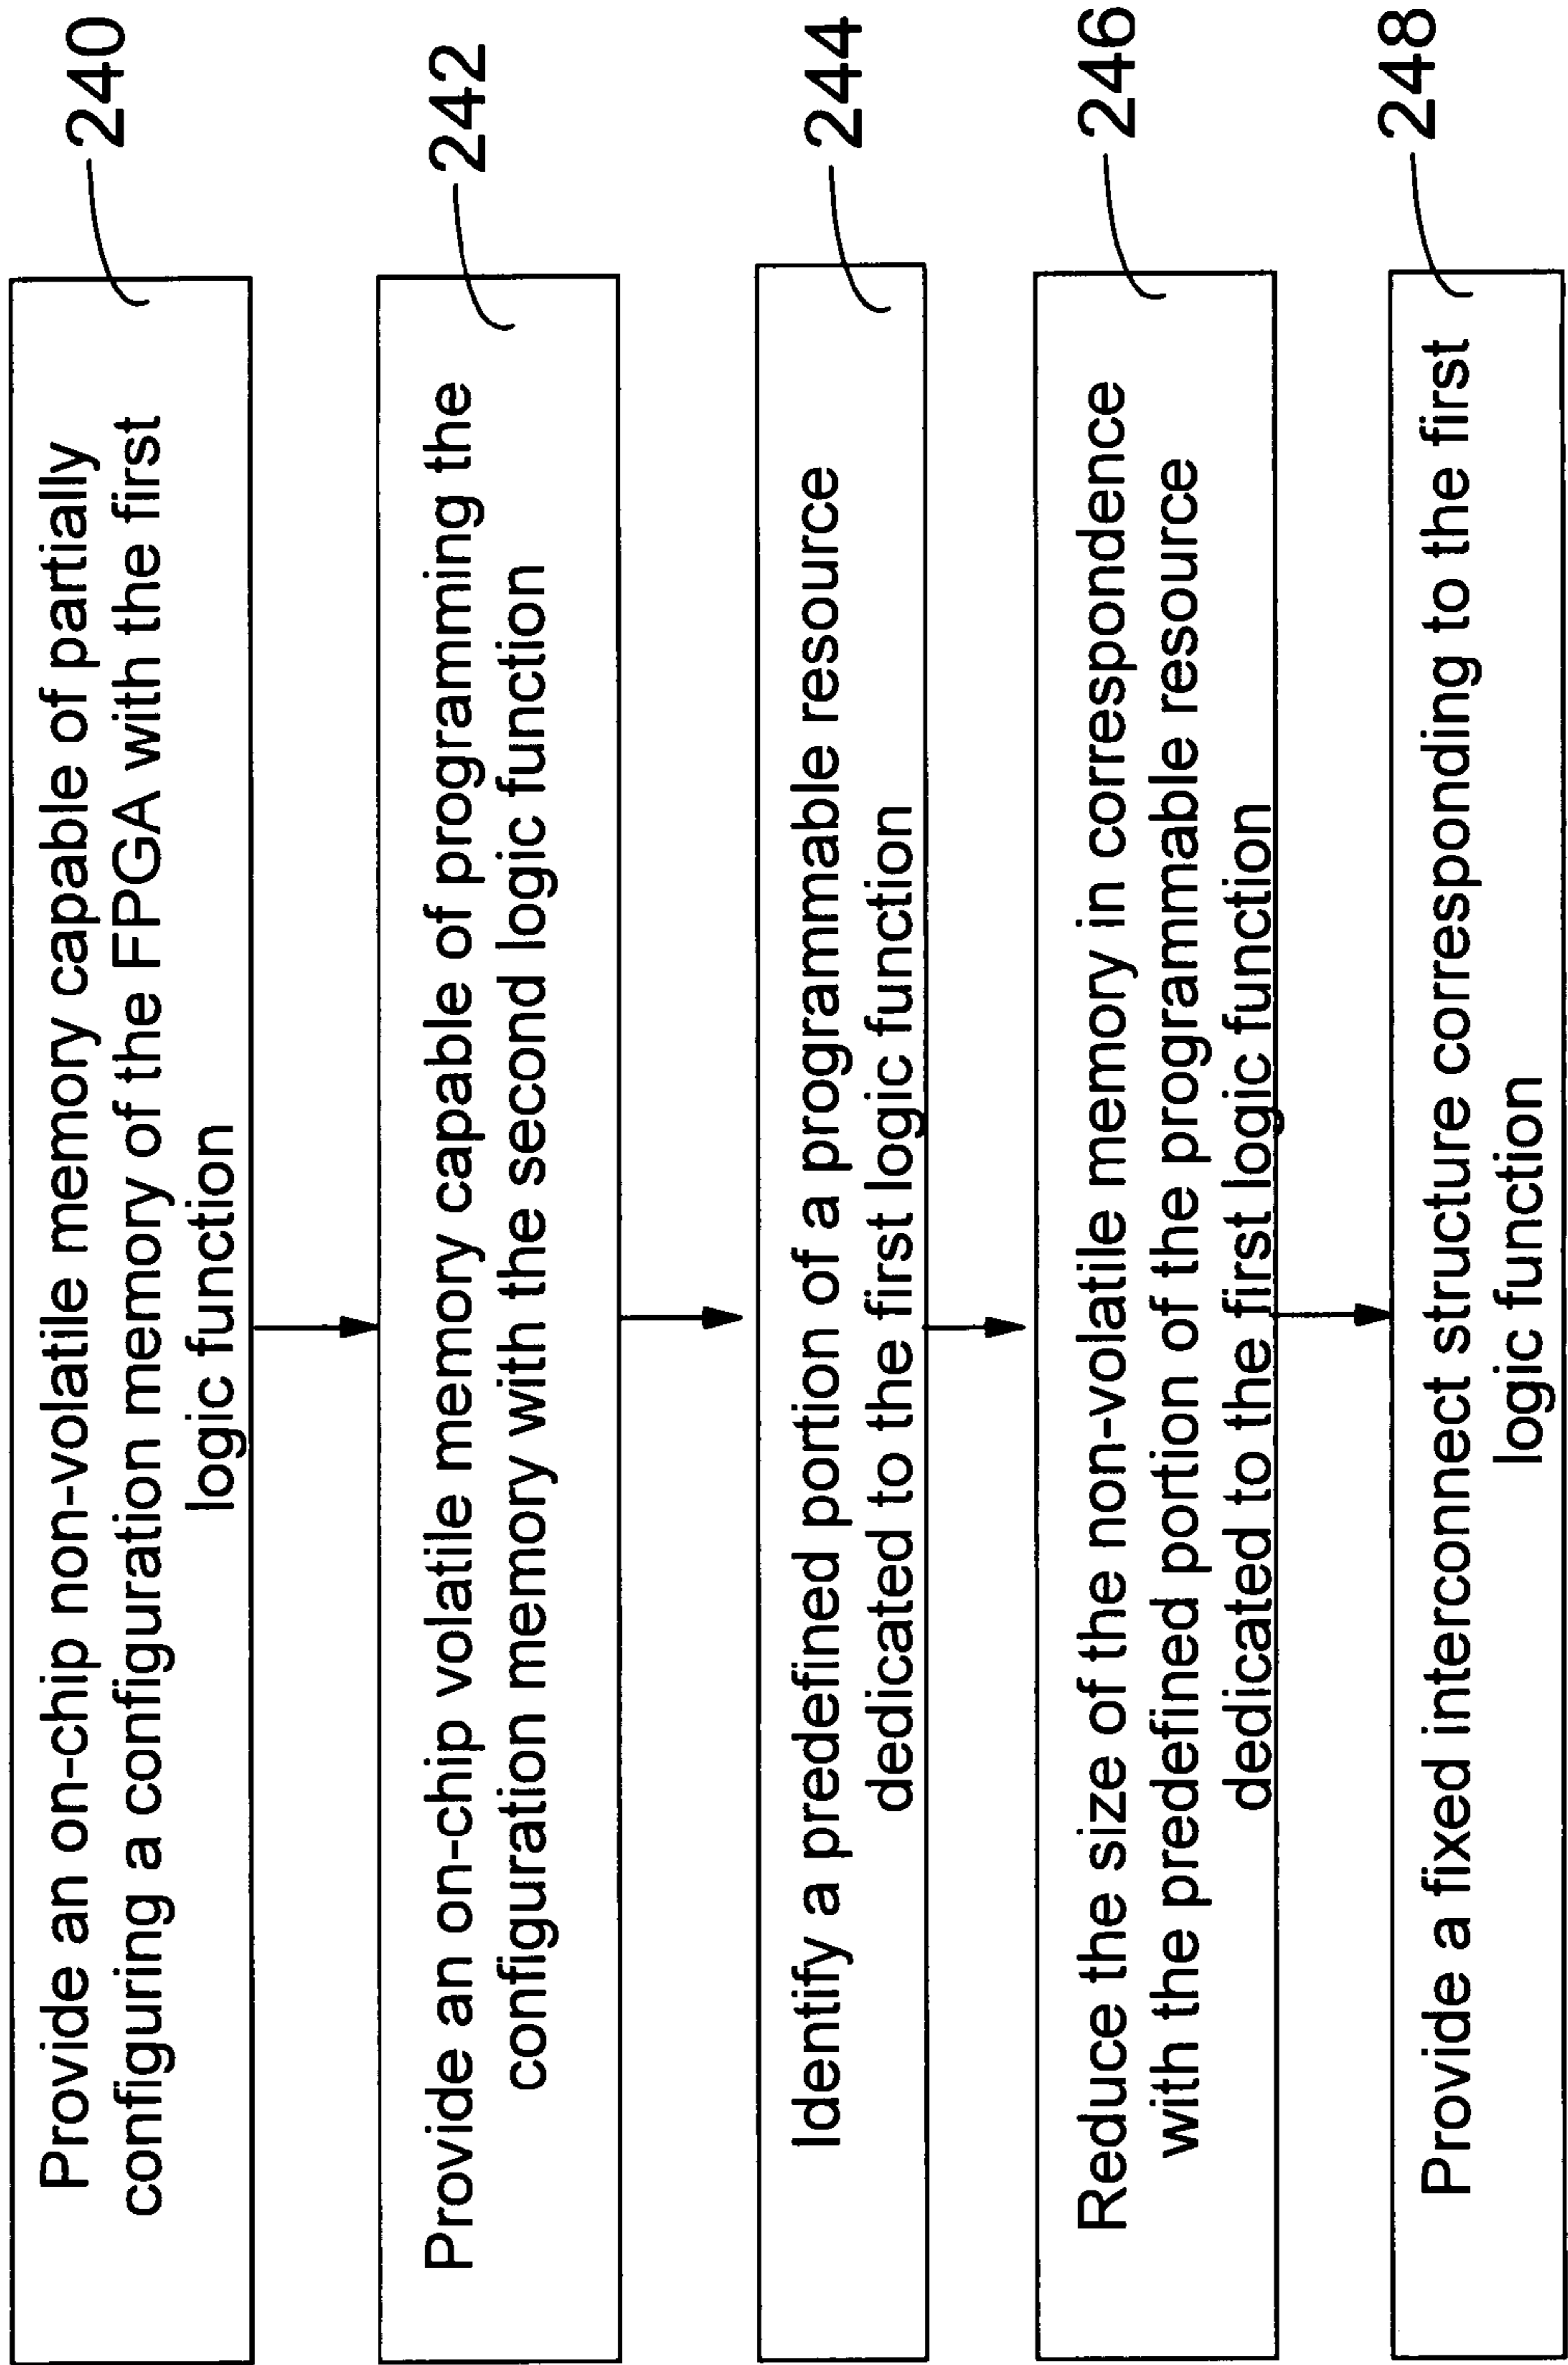 Provide an on-chip non-volatile memory capable of partially
configuring a configuration memory of the FPGA with the first
logic function
240
Provide an on-chip volatile memory capable of programming the
configuration memory with the second logic function
242
Identify a predefined portion of a programmable resource
dedicated to the first logic function
244
Reduce the size of the non-volatile memory in correspondence
with the predefined portion of the programmable resource
dedicated to the first logic function
246
Provide a fixed interconnect structure corresponding to the first
logic function
248